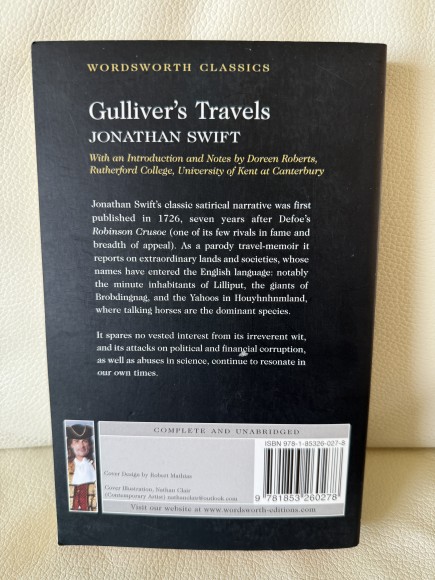 WORDSWORTH CLASSICS
Gulliver's Travels
JONATHAN SWIFT
With an Introduction and Notes by Doreen Roberts,
Rutherford College, University of Kent at Canterbury
Jonathan Swift's classic satirical narrative was first
published in 1726, seven years after Defoe's
Robinson Crusoe (one of its few rivals in fame and
breadth of appeal). As a parody travel-memoir it
reports on extraordinary lands and societies, whose
names have entered the English language: notably
the minute inhabitants of Lilliput, the giants of
Brobdingnag, and the Yahoos in Houyhnhnmland,
where talking horses are the dominant species.
It spares no vested interest from its irreverent wit,
and its attacks on political and financial corruption,
as well as abuses in science, continue to resonate in
our own times.
COMPLETE AND UNABRIDGED
ISBN 978-1-85326-027-8
Cover Design by Robert Mathias
Cover Illustration, Nathan Clair
(Contemporary Artist) nathanclair@outlook.com
9 781853 260278
Visit our website at www.wordsworth-editions.com